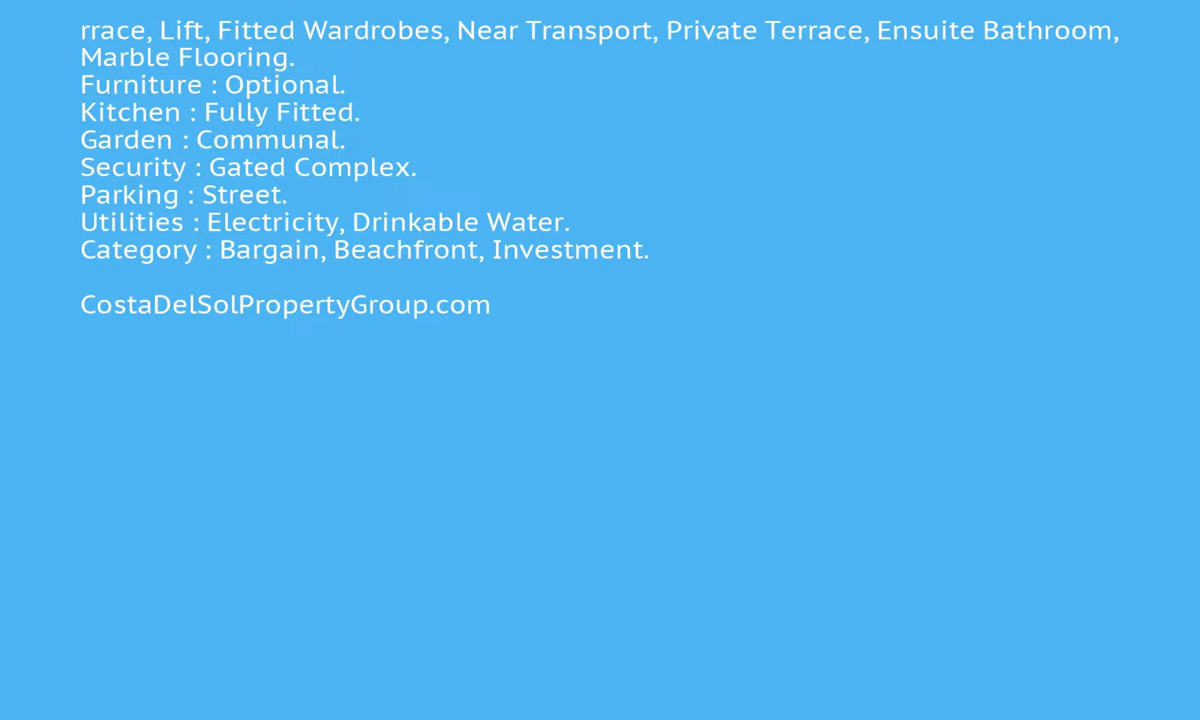 rrace, Lift, Fitted Wardrobes, Near Transport, Private Terrace, Ensuite Bathroom,
Marble Flooring.
Furniture : Optional.
Kitchen : Fully Fitted.
Garden : Communal.
Security : Gated Complex.
Parking : Street.
Utilities : Electricity, Drinkable Water.
Category : Bargain, Beachfront, Investment.
CostaDelSolPropertyGroup.com